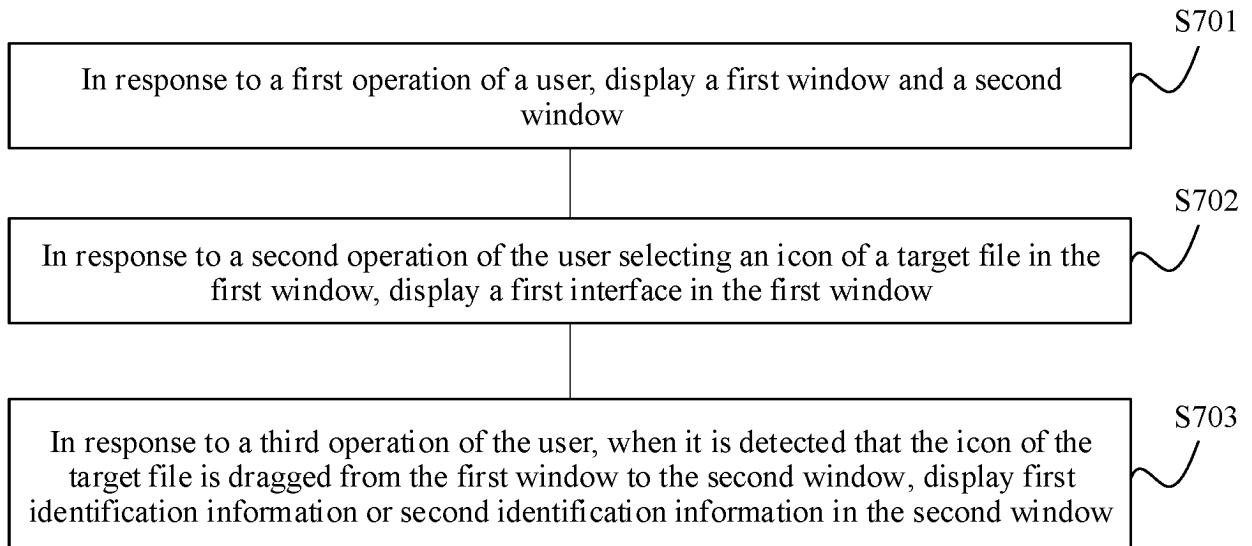 S701
In response to a first operation of a user, display a first window and a second
window
S702
In response to a second operation of the user selecting an icon of a target file in the
first window, display a first interface in the first window
S703
In response to a third operation of the user, when it is detected that the icon of the
target file is dragged from the first window to the second window, display first
identification information or second identification information in the second window